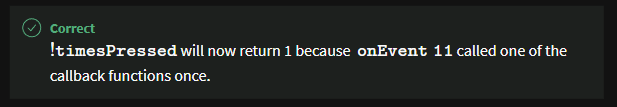 Correct
!timesPressed will now return 1 because onEvent 11 called one of the
callback functions once.